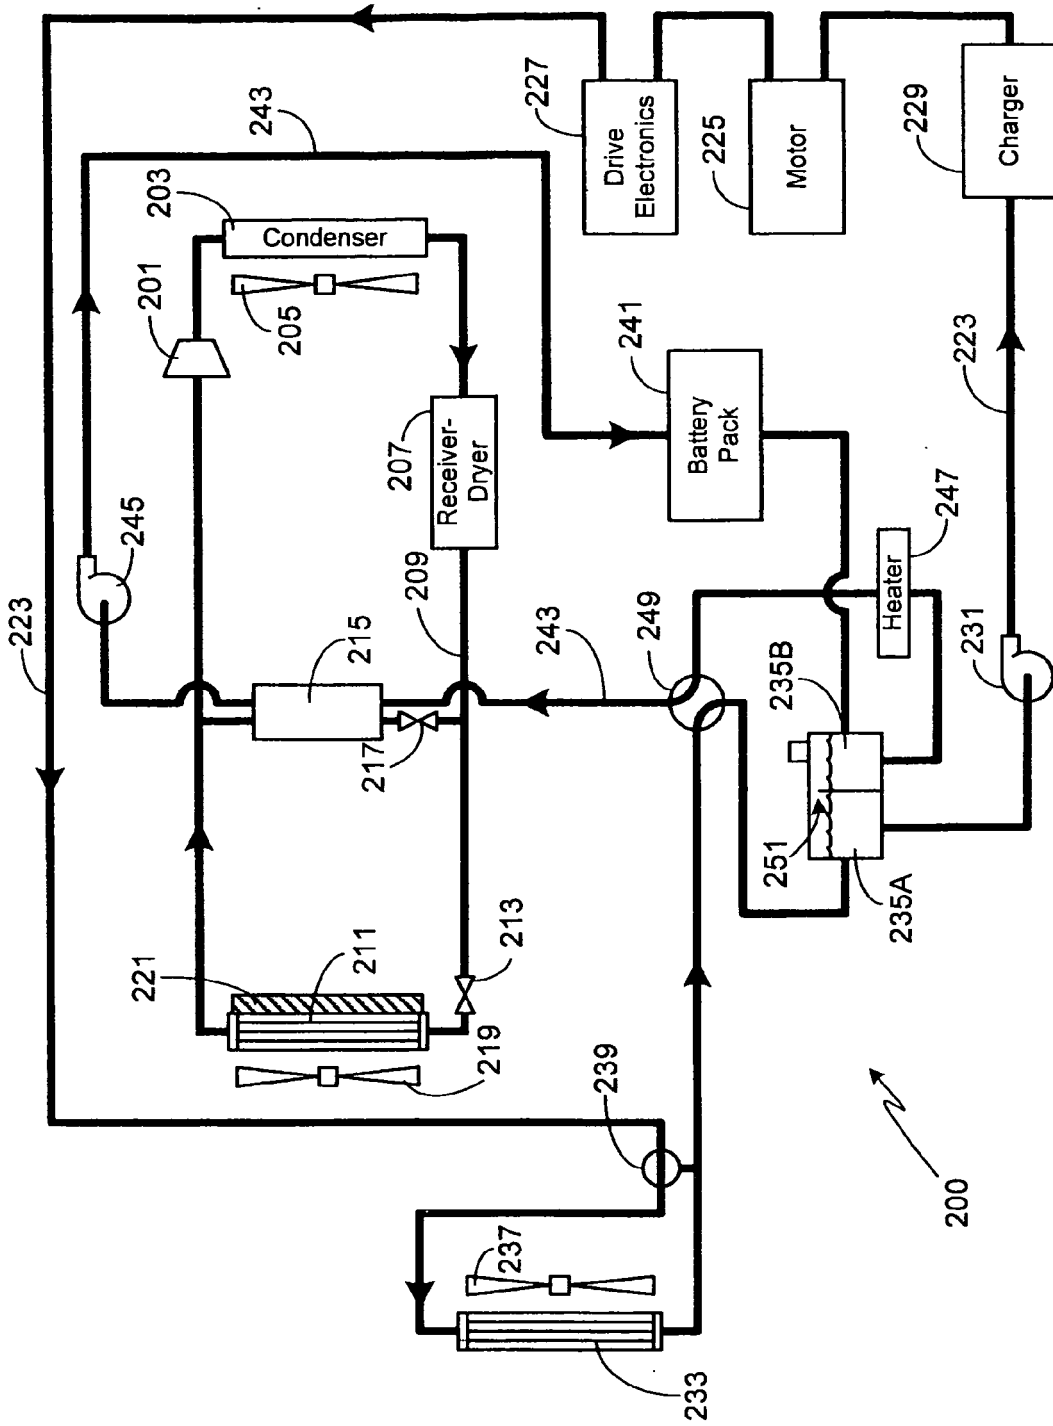 223
243
203
Condenser
201
205
245
227
Drive
Electronics
225
Motor
229
Charger
207
Receiver-
Dryer
209
241
Battery
Pack
223
215
217
243
249
Heater
247
231
235B
251
235A
221
211
213
219
239
237
233
200